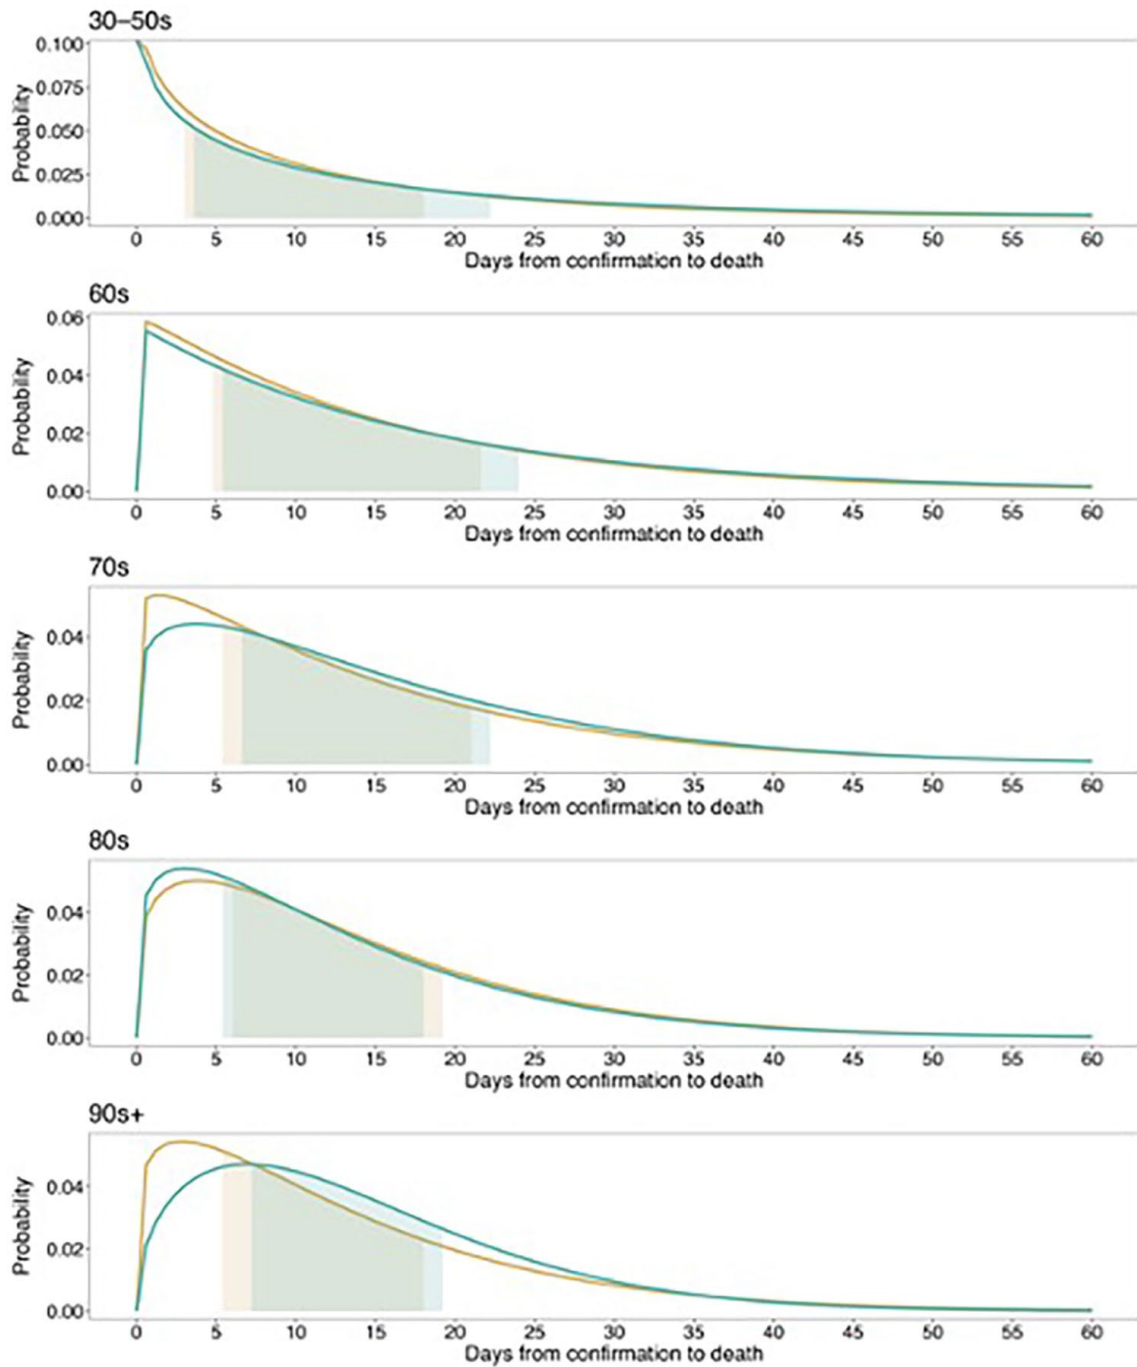 30–50s
Probability
0.100
0.075
0.050
0.025
0.000
0 5 10 15 20 25 30 35 40 45 50 55 60
Days from confirmation to death
60s
Probability
0.06
0.04
0.02
0.00
0 5 10 15 20 25 30 35 40 45 50 55 60
Days from confirmation to death
70s
Probability
0.04
0.02
0.00
0 5 10 15 20 25 30 35 40 45 50 55 60
Days from confirmation to death
80s
Probability
0.04
0.02
0.00
0 5 10 15 20 25 30 35 40 45 50 55 60
Days from confirmation to death
90s+
Probability
0.04
0.02
0.00
0 5 10 15 20 25 30 35 40 45 50 55 60
Days from confirmation to death